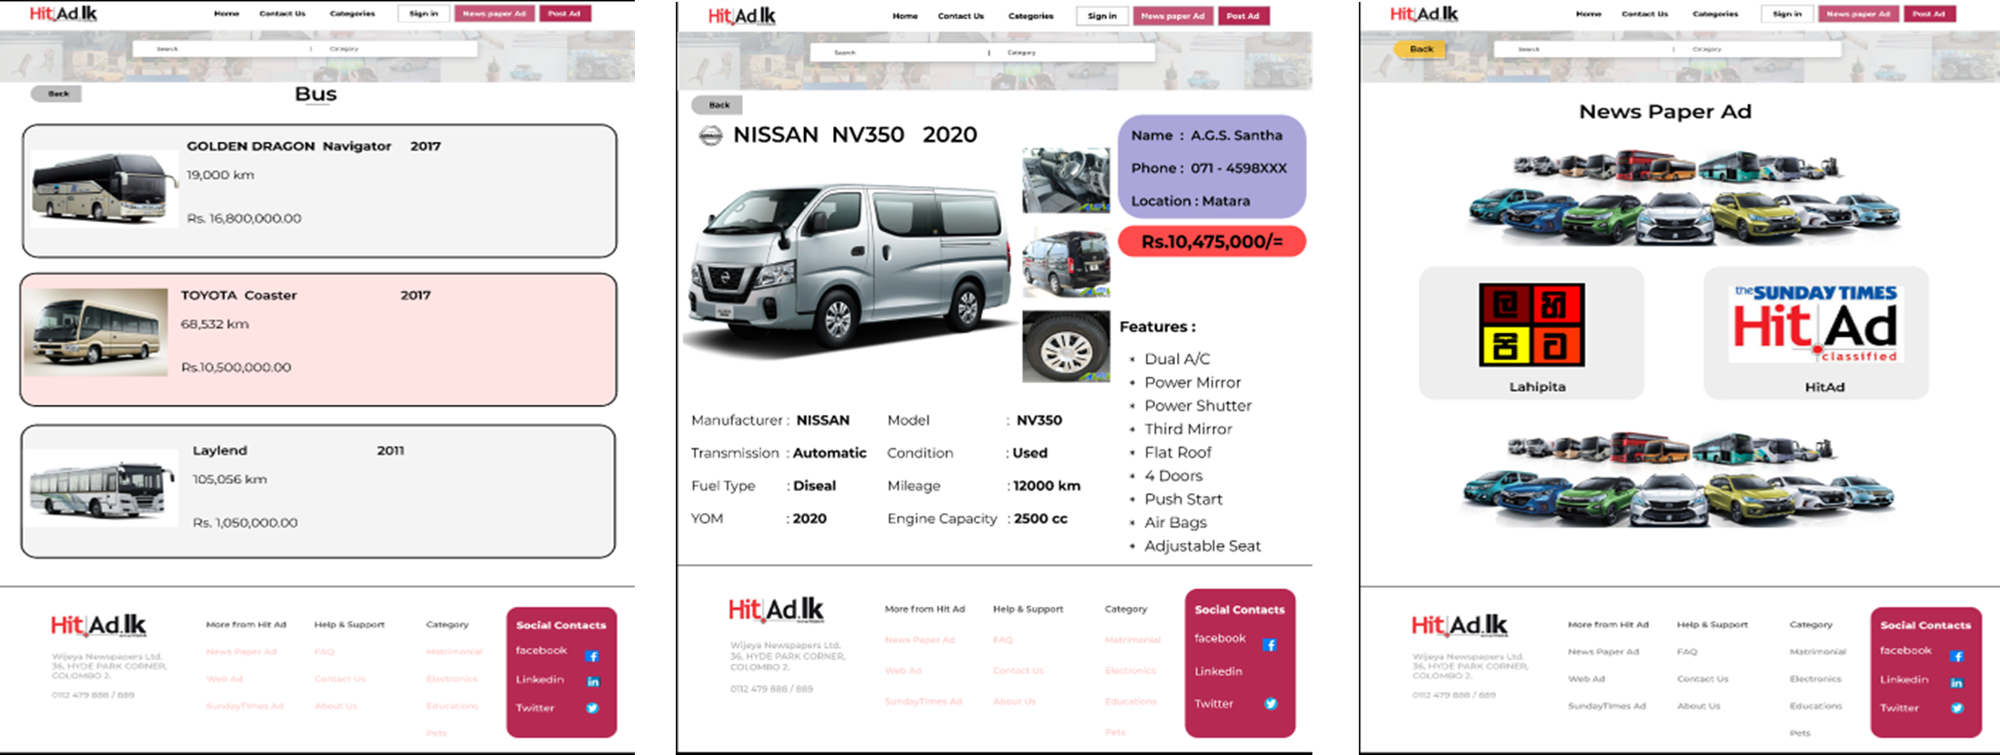 Hit Ad.lk
Home Contact Us Categories Sign in News paper Ad Post Ad
Search | Category
Back
Bus
GOLDEN DRAGON Navigator 2017
19,000 km
Rs. 16,800,000.00
TOYOTA Coaster 2017
68,532 km
Rs.10,500,000.00
Laylend 2011
105,056 km
Rs. 1,050,000.00
Hit Ad.lk
Wijeya Newspapers Ltd.
36, HYDE PARK CORNER,
COLOMBO 2.
0112 479 888 / 889
More from Hit Ad
News Paper Ad
Web Ad
SundayTimes Ad
Help & Support
FAQ
Contact Us
About Us
Category
Matrimonial
Electronics
Educations
Pets
Social Contacts
facebook
Linkedin
Twitter
Hit Ad.lk
Home Contact Us Categories Sign in News paper Ad Post Ad
Search | Category
Back
NISSAN NV350 2020
Name : A.G.S. Santha
Phone : 071 - 4598XXX
Location : Matara
Rs.10,475,000/=
Features :
Dual A/C
Power Mirror
Power Shutter
Third Mirror
Flat Roof
4 Doors
Push Start
Air Bags
Adjustable Seat
Manufacturer : NISSAN Model : NV350
Transmission : Automatic Condition : Used
Fuel Type : Diseal Mileage : 12000 km
YOM : 2020 Engine Capacity : 2500 cc
Hit Ad.lk
Wijeya Newspapers Ltd.
36, HYDE PARK CORNER,
COLOMBO 2.
0112 479 888 / 889
More from Hit Ad
News Paper Ad
Web Ad
SundayTimes Ad
Help & Support
FAQ
Contact Us
About Us
Category
Matrimonial
Electronics
Educations
Pets
Social Contacts
facebook
Linkedin
Twitter
Hit Ad.lk
Home Contact Us Categories Sign in News paper Ad Post Ad
Back
Search | Category
News Paper Ad
ල හි
පි ට
Lahipita
the SUNDAY TIMES
Hit Ad
classified
HitAd
Hit Ad.lk
Wijeya Newspapers Ltd.
36, HYDE PARK CORNER,
COLOMBO 2.
0112 479 888 / 889
More from Hit Ad
News Paper Ad
Web Ad
SundayTimes Ad
Help & Support
FAQ
Contact Us
About Us
Category
Matrimonial
Electronics
Educations
Pets
Social Contacts
facebook
Linkedin
Twitter